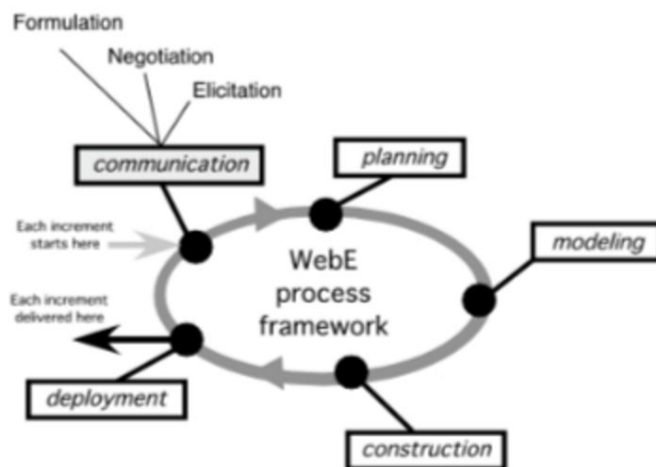 Formulation
Negotiation
Elicitation
communication
planning
Each increment
starts here
modeling
WebE
process
framework
Each increment
delivered here
deployment
construction